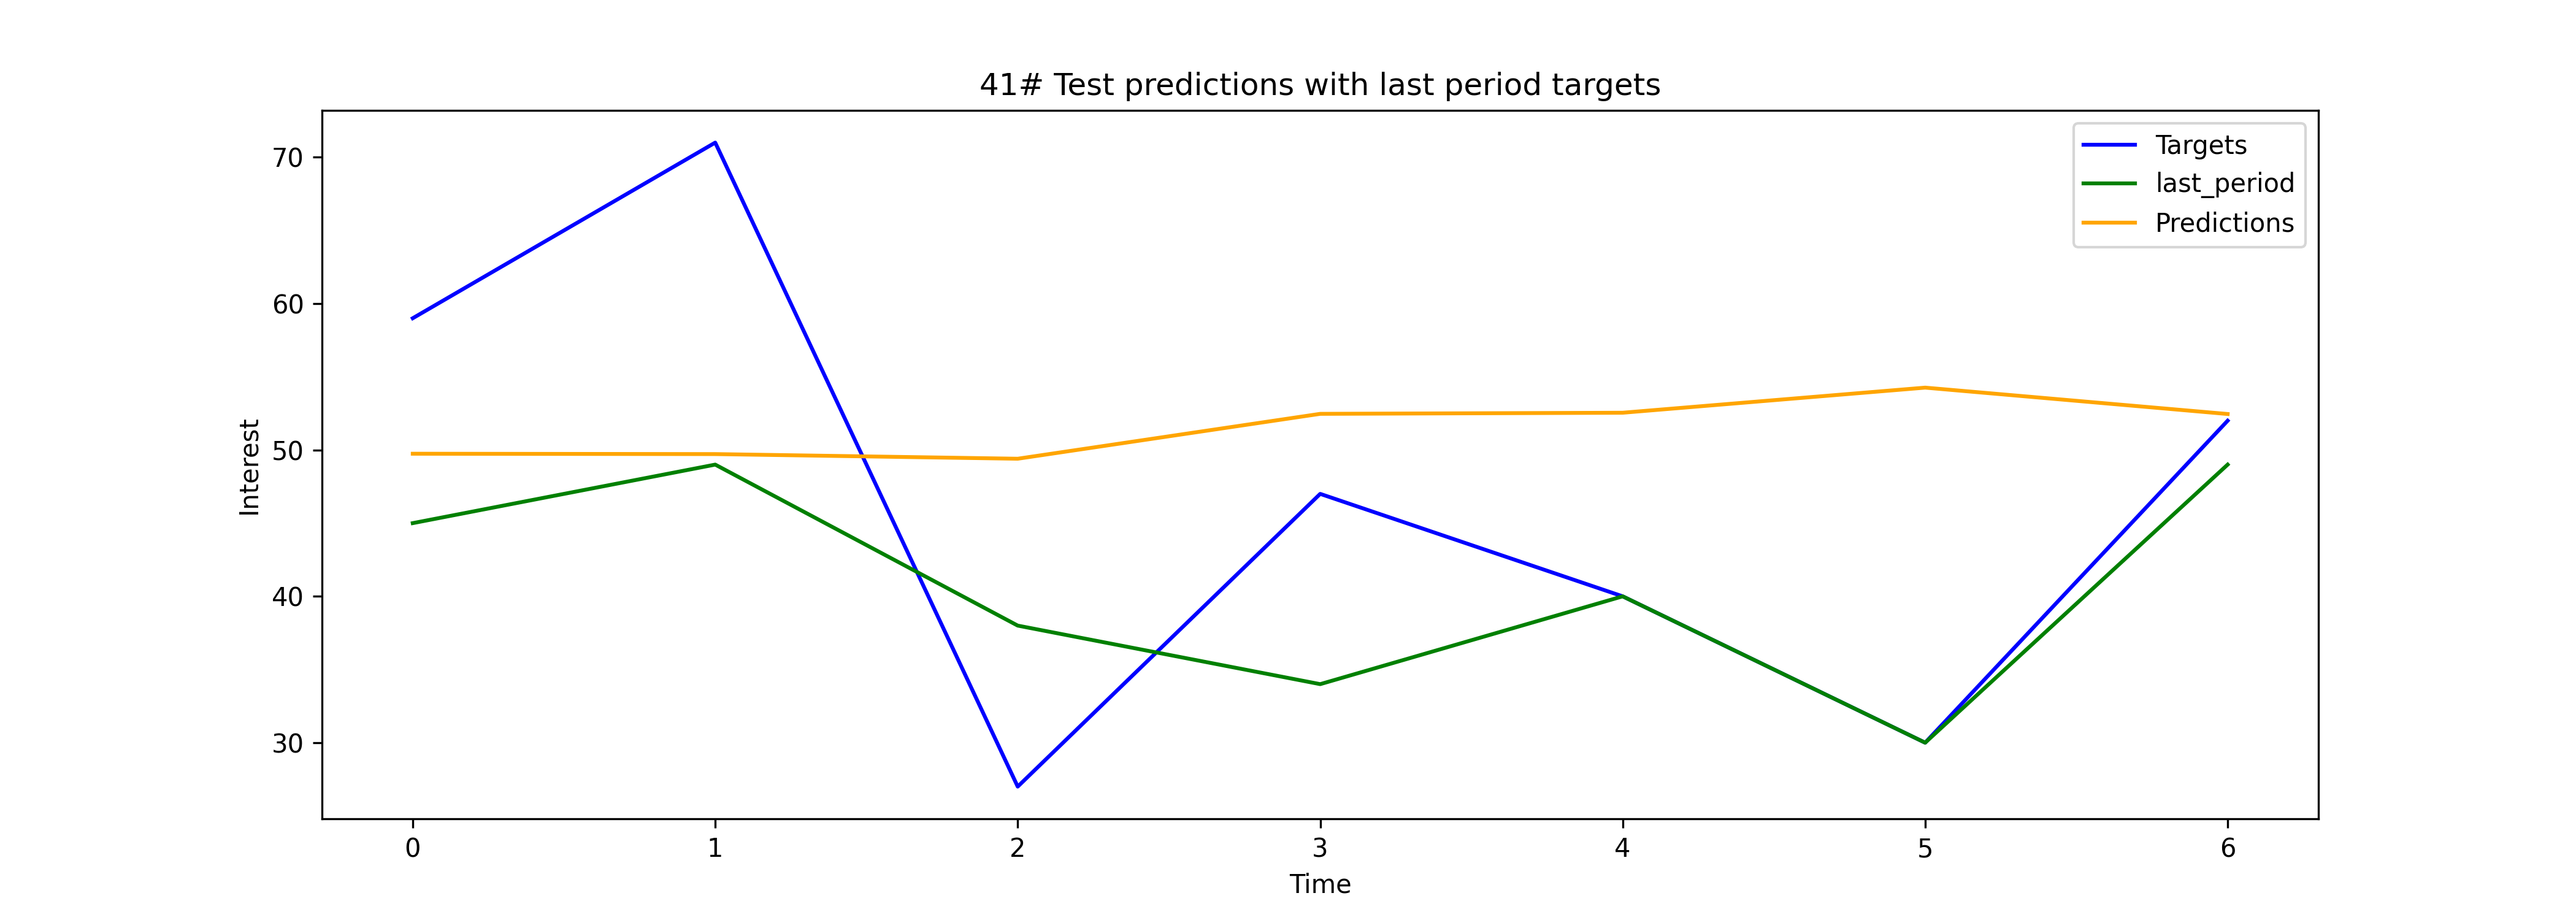 41# Test predictions with last period targets
Targets
last_period
Predictions
Interest
70
60
50
40
30
0 1 2 3 4 5 6
Time